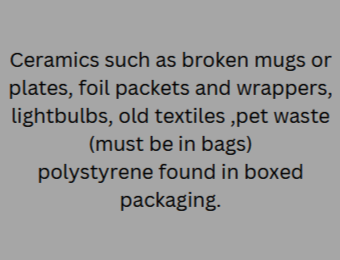 Ceramics such as broken mugs or
plates, foil packets and wrappers,
lightbulbs, old textiles ,pet waste
(must be in bags)
polystyrene found in boxed
packaging.